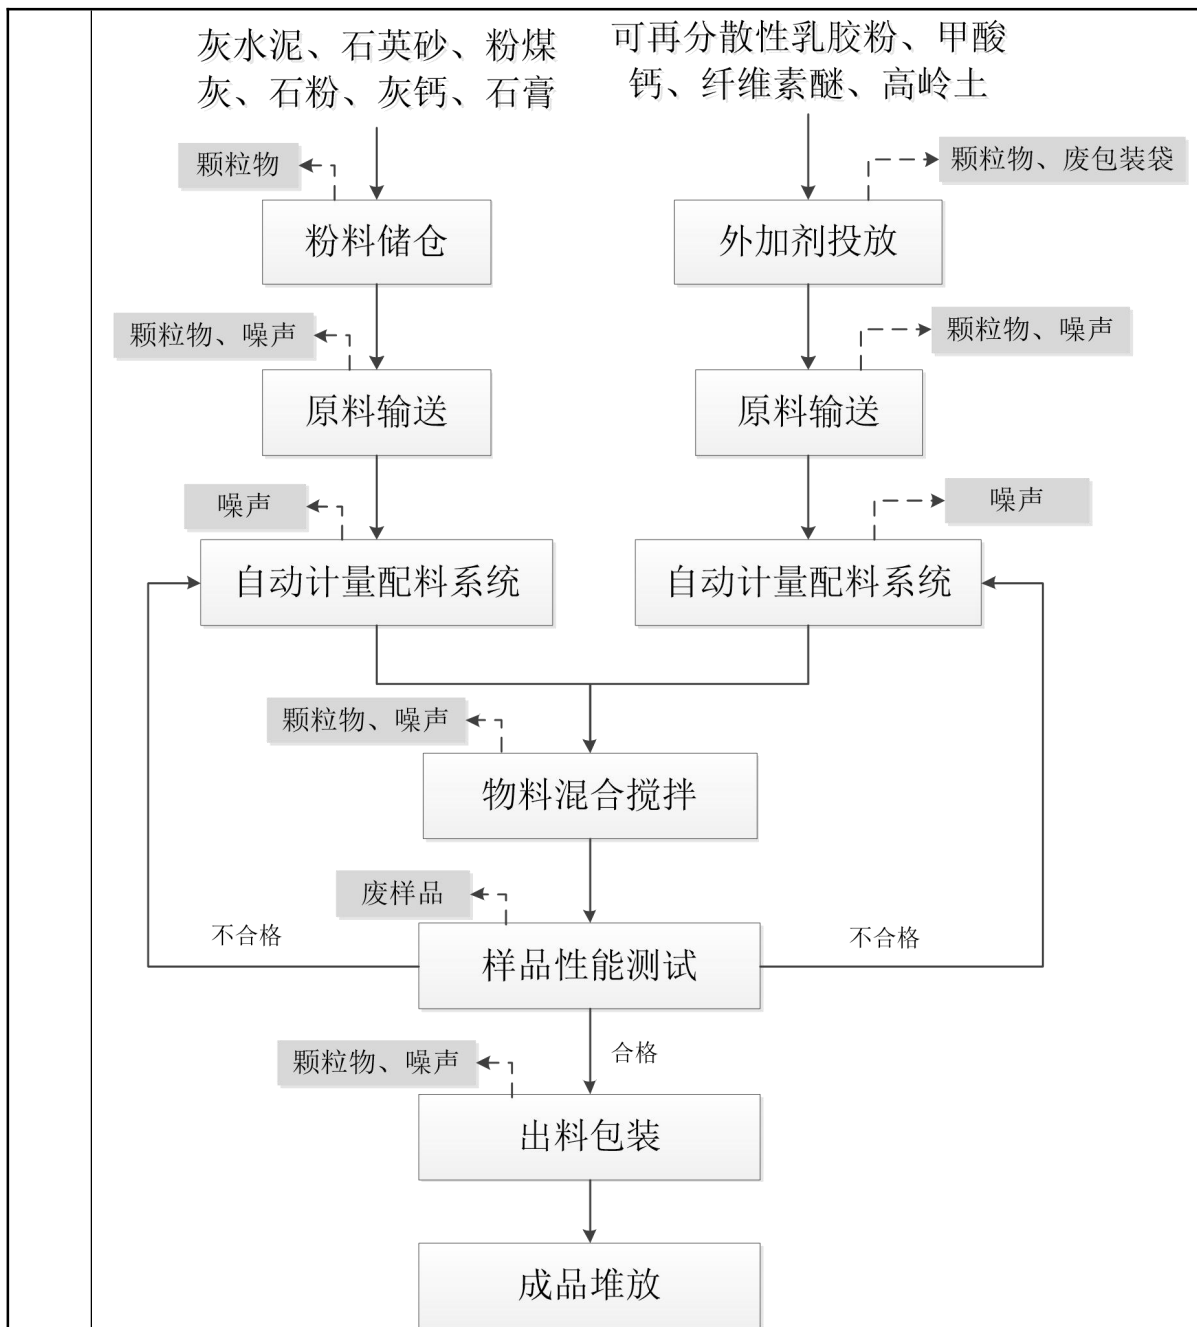 灰水泥、石英砂、粉煤
灰、石粉、灰钙、石膏
可再分散性乳胶粉、甲酸
钙、纤维素醚、高岭土
颗粒物
颗粒物、废包装袋
粉料储仓
外加剂投放
颗粒物、噪声
颗粒物、噪声
原料输送
原料输送
噪声
噪声
自动计量配料系统
自动计量配料系统
颗粒物、噪声
物料混合搅拌
废样品
不合格
不合格
样品性能测试
合格
颗粒物、噪声
出料包装
成品堆放